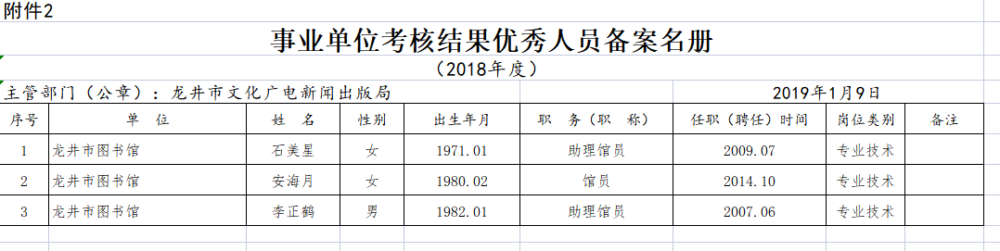 附件2
事业单位考核结果优秀人员备案名册
（2018年度）
主管部门（公章）：龙井市文化广电新闻出版局 2019年1月9日
序号 单 位 姓 名 性别 出生年月 职 务（职 称） 任职（聘任）时间 岗位类别 备注
1 龙井市图书馆 石美星 女 1971.01 助理馆员 2009.07 专业技术
2 龙井市图书馆 安海月 女 1980.02 馆员 2014.10 专业技术
3 龙井市图书馆 李正鹤 男 1982.01 助理馆员 2007.06 专业技术